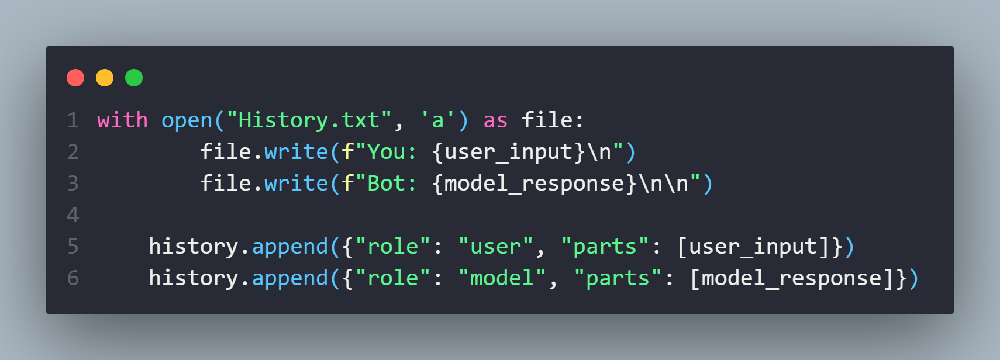 1 with open("History.txt", 'a') as file:
2         file.write(f"You: {user_input}\n")
3         file.write(f"Bot: {model_response}\n\n")
4
5     history.append({"role": "user", "parts": [user_input]})
6     history.append({"role": "model", "parts": [model_response]})